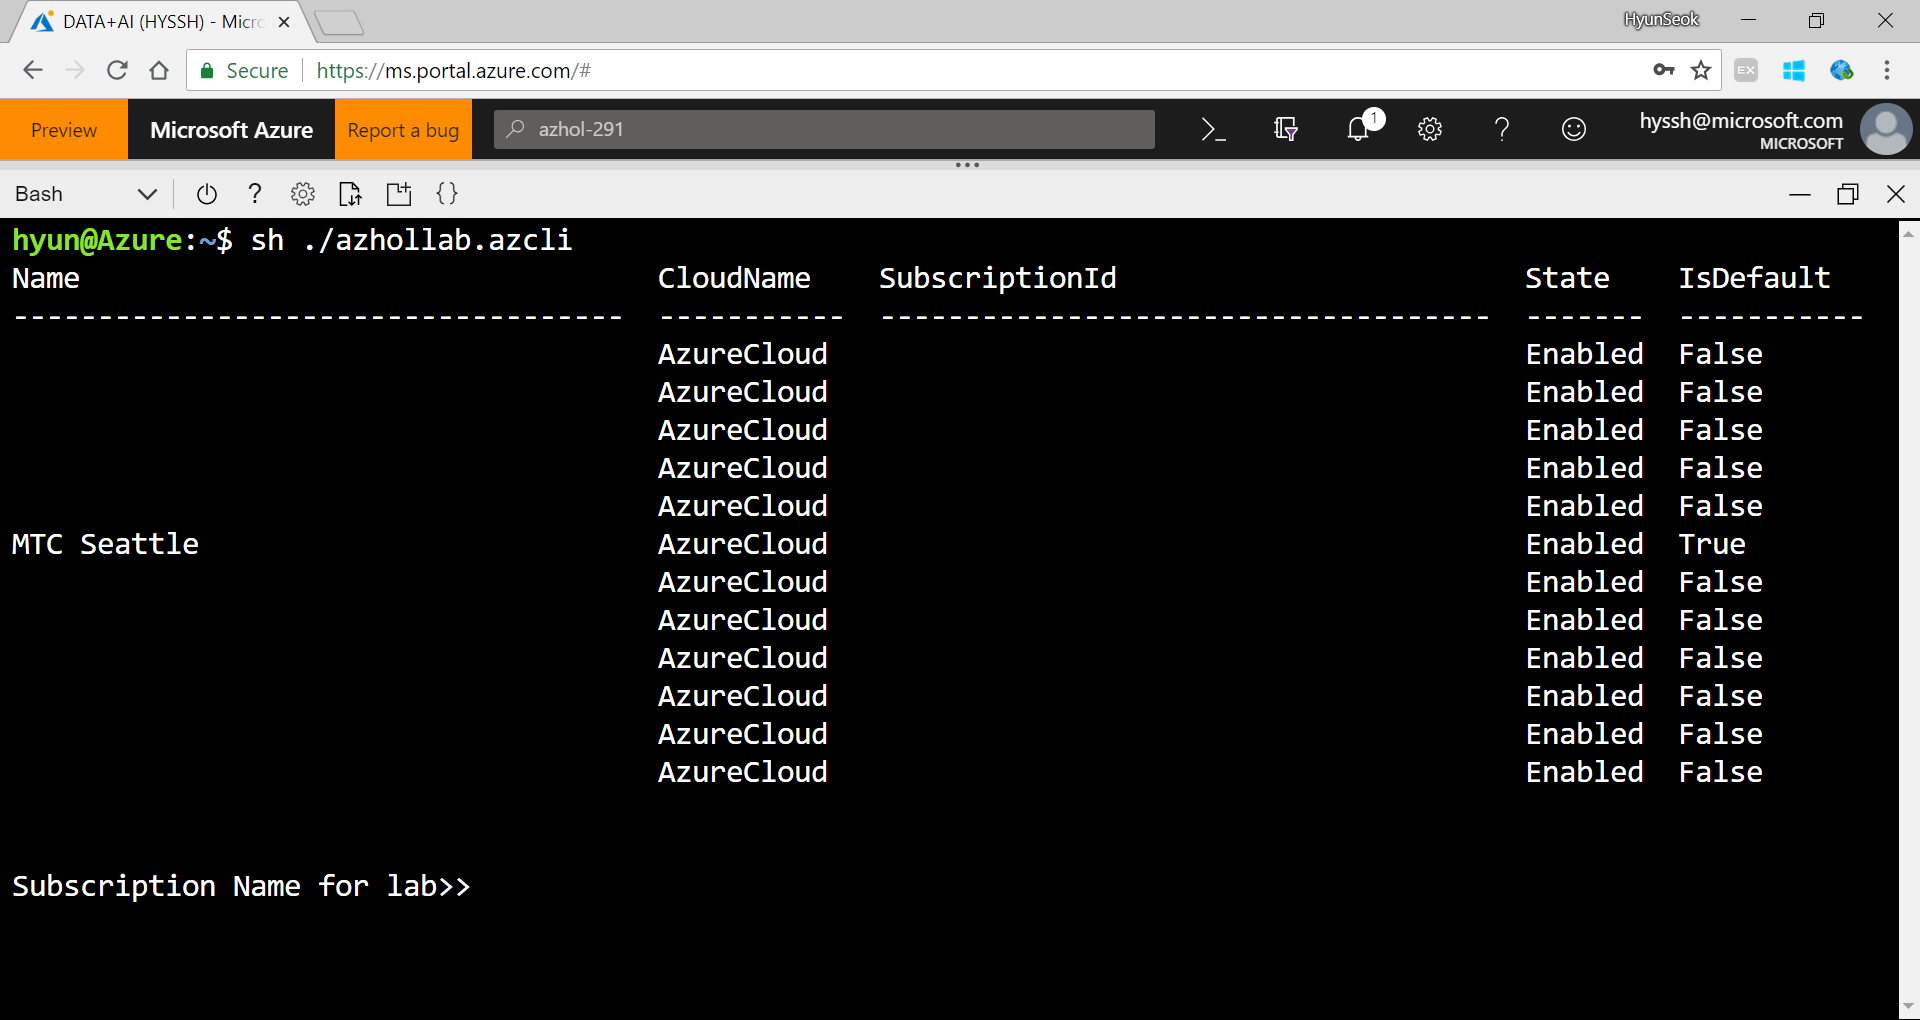 DATA+AI (HYSSH) - Micro
HyunSeok
Secure
https://ms.portal.azure.com/#
EX
Preview
Microsoft Azure
Report a bug
azhol-291
1
hyssh@microsoft.com
MICROSOFT
Bash
hyun@Azure:~$ sh ./azhollab.azcli
Name CloudName SubscriptionId State IsDefault
------------------------------------ ----------- ------------------------------------ ------- -----------
AzureCloud Enabled False
AzureCloud Enabled False
AzureCloud Enabled False
AzureCloud Enabled False
AzureCloud Enabled False
MTC Seattle AzureCloud Enabled True
AzureCloud Enabled False
AzureCloud Enabled False
AzureCloud Enabled False
AzureCloud Enabled False
AzureCloud Enabled False
AzureCloud Enabled False
Subscription Name for lab>>